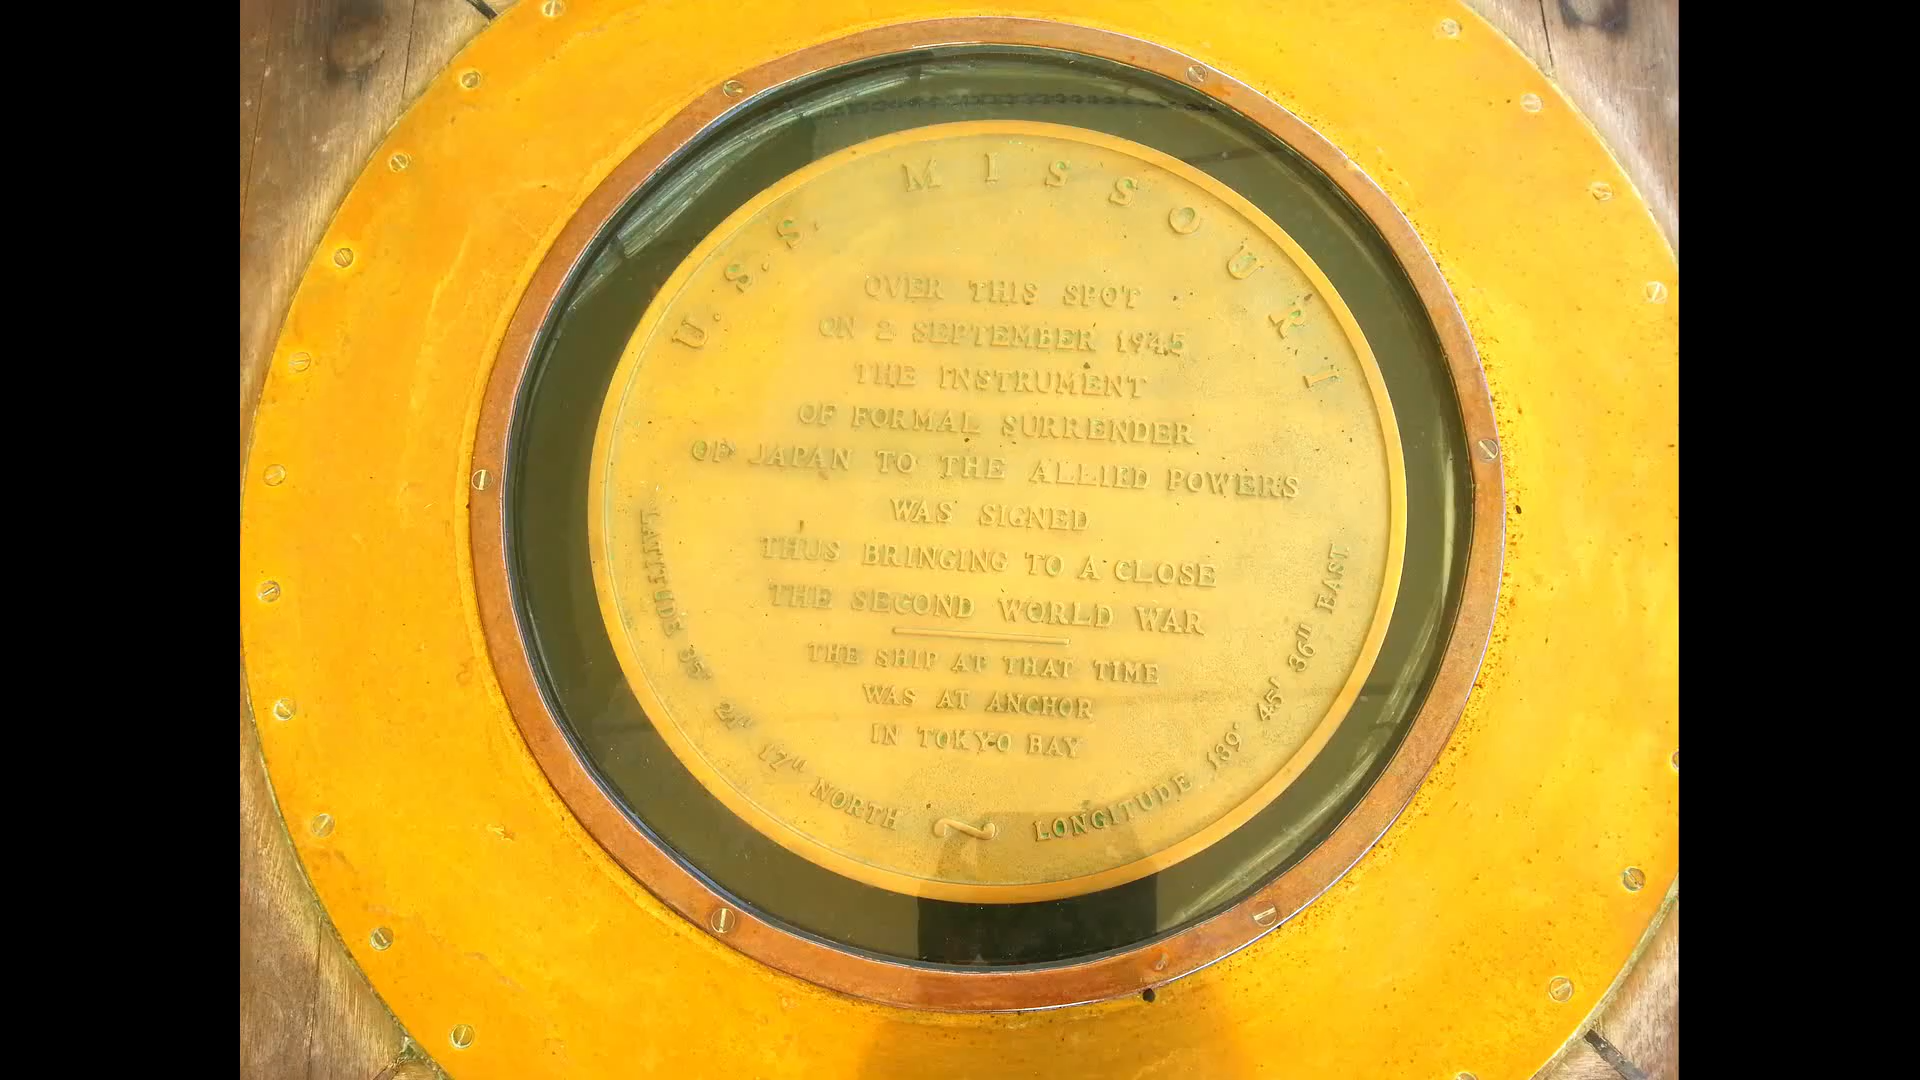 U.S.S. MISSOURI
OVER THIS SPOT
ON 2 SEPTEMBER 1945
THE INSTRUMENT
OF FORMAL SURRENDER
OF JAPAN TO THE ALLIED POWERS
WAS SIGNED
THUS BRINGING TO A CLOSE
THE SECOND WORLD WAR
THE SHIP AT THAT TIME
WAS AT ANCHOR
IN TOKYO BAY
LATITUDE 35° 21' 17" NORTH ~ LONGITUDE 139° 45' 36" EAST